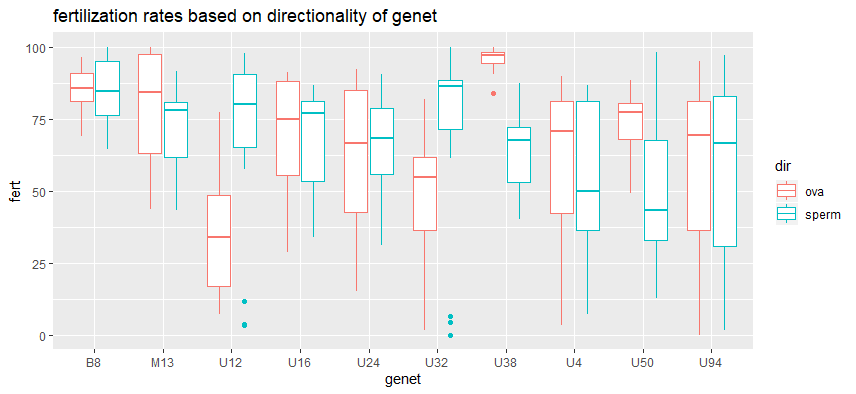 fertilization rates based on directionality of genet
100
75
50
25
0
fert
B8 M13 U12 U16 U24 U32 U38 U4 U50 U94
genet
dir
ova
sperm